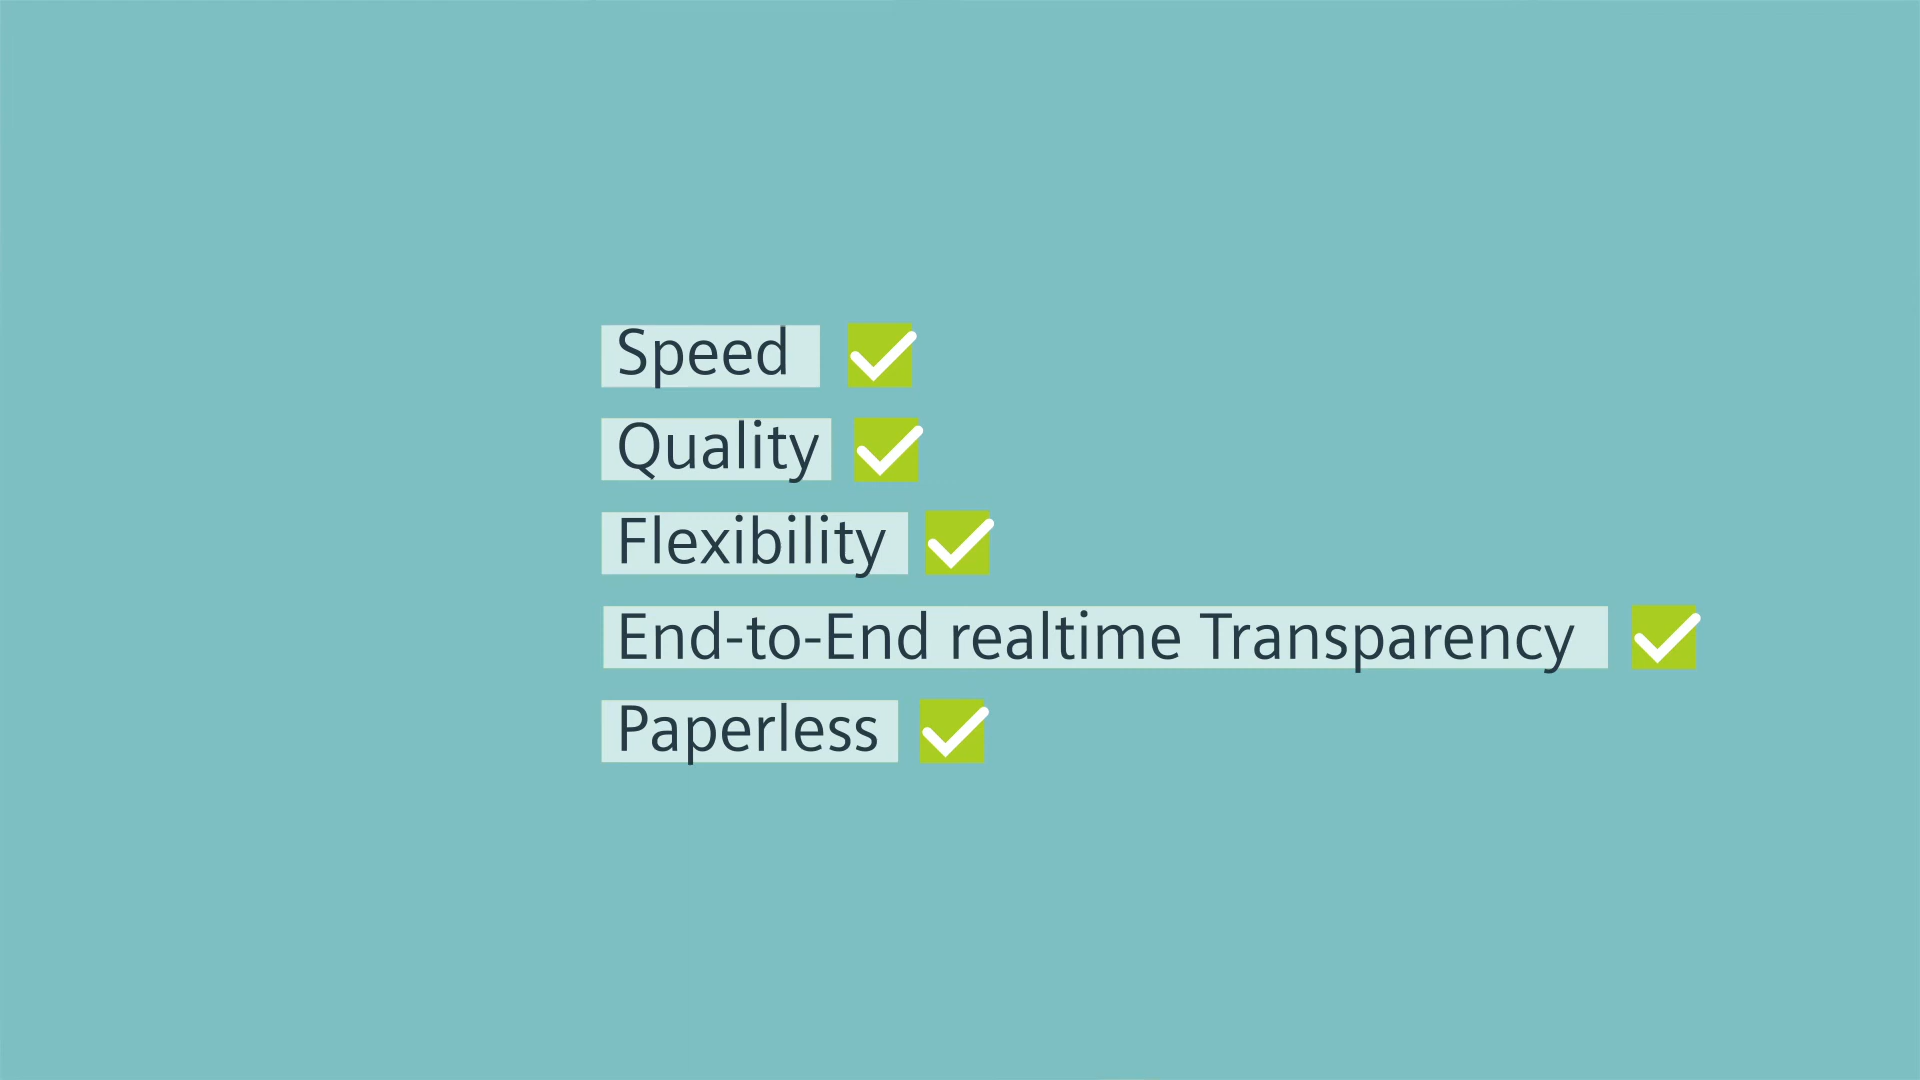 Speed
Quality
Flexibility
End-to-End realtime Transparency
Paperless